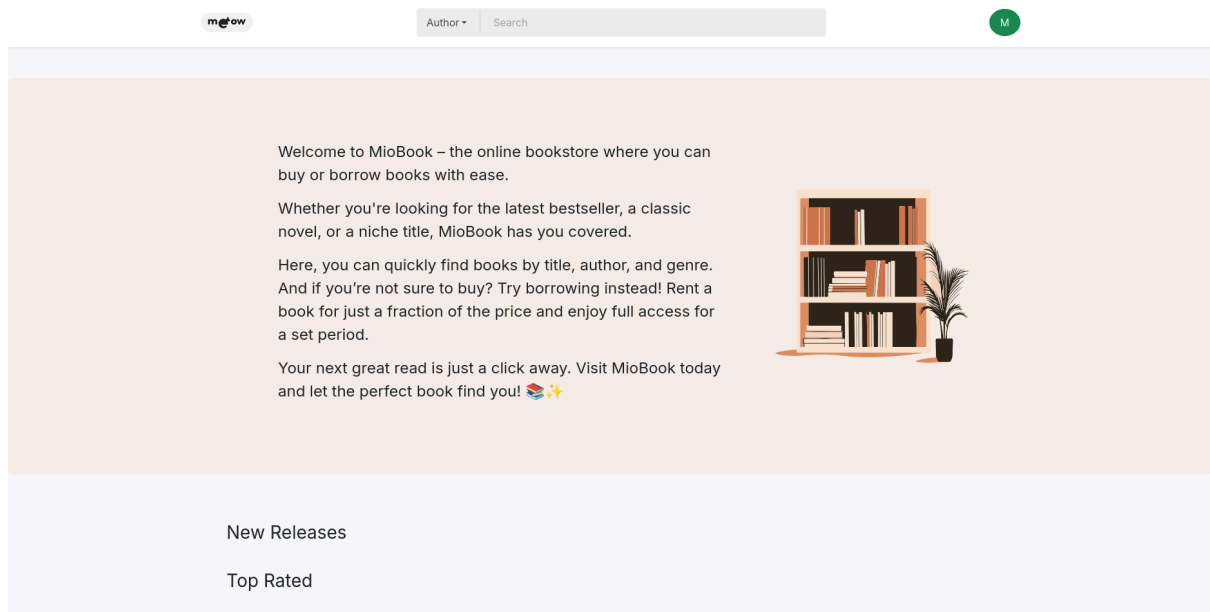 meow
Author
Search
M
Welcome to MioBook – the online bookstore where you can
buy or borrow books with ease.
Whether you're looking for the latest bestseller, a classic
novel, or a niche title, MioBook has you covered.
Here, you can quickly find books by title, author, and genre.
And if you’re not sure to buy? Try borrowing instead! Rent a
book for just a fraction of the price and enjoy full access for
a set period.
Your next great read is just a click away. Visit MioBook today
and let the perfect book find you! 📚✨
New Releases
Top Rated